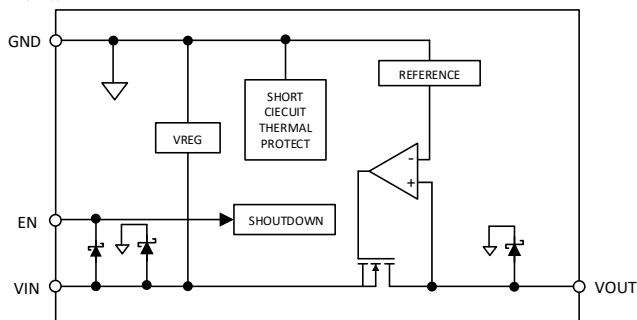 GND
REFERENCE
SHORT
CIECUIT
THERMAL
PROTECT
VREG
-
+
EN
SHOUTDOWN
VIN
VOUT